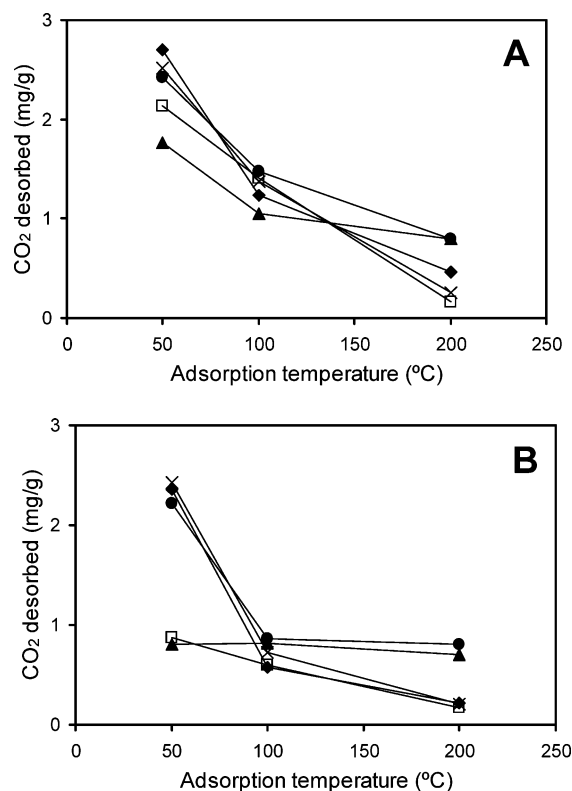 A
3
2
1
0
CO₂ desorbed (mg/g)
0 50 100 150 200 250
Adsorption temperature (ºC)
B
3
2
1
0
CO₂ desorbed (mg/g)
0 50 100 150 200 250
Adsorption temperature (ºC)